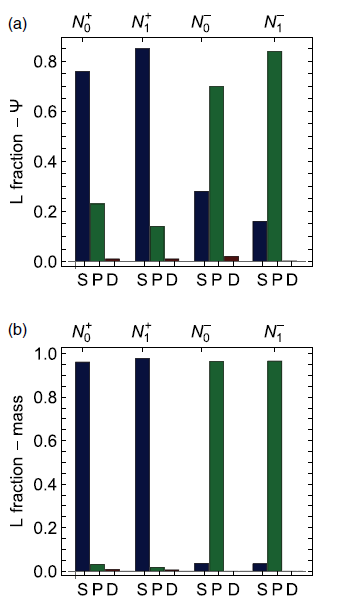 (a)
N₀⁺ N₁⁺ N₀⁻ N₁⁻
L fraction – Ψ
0.8
0.6
0.4
0.2
0.0
S P D S P D S P D S P D
(b)
N₀⁺ N₁⁺ N₀⁻ N₁⁻
L fraction – mass
1.0
0.8
0.6
0.4
0.2
0.0
S P D S P D S P D S P D